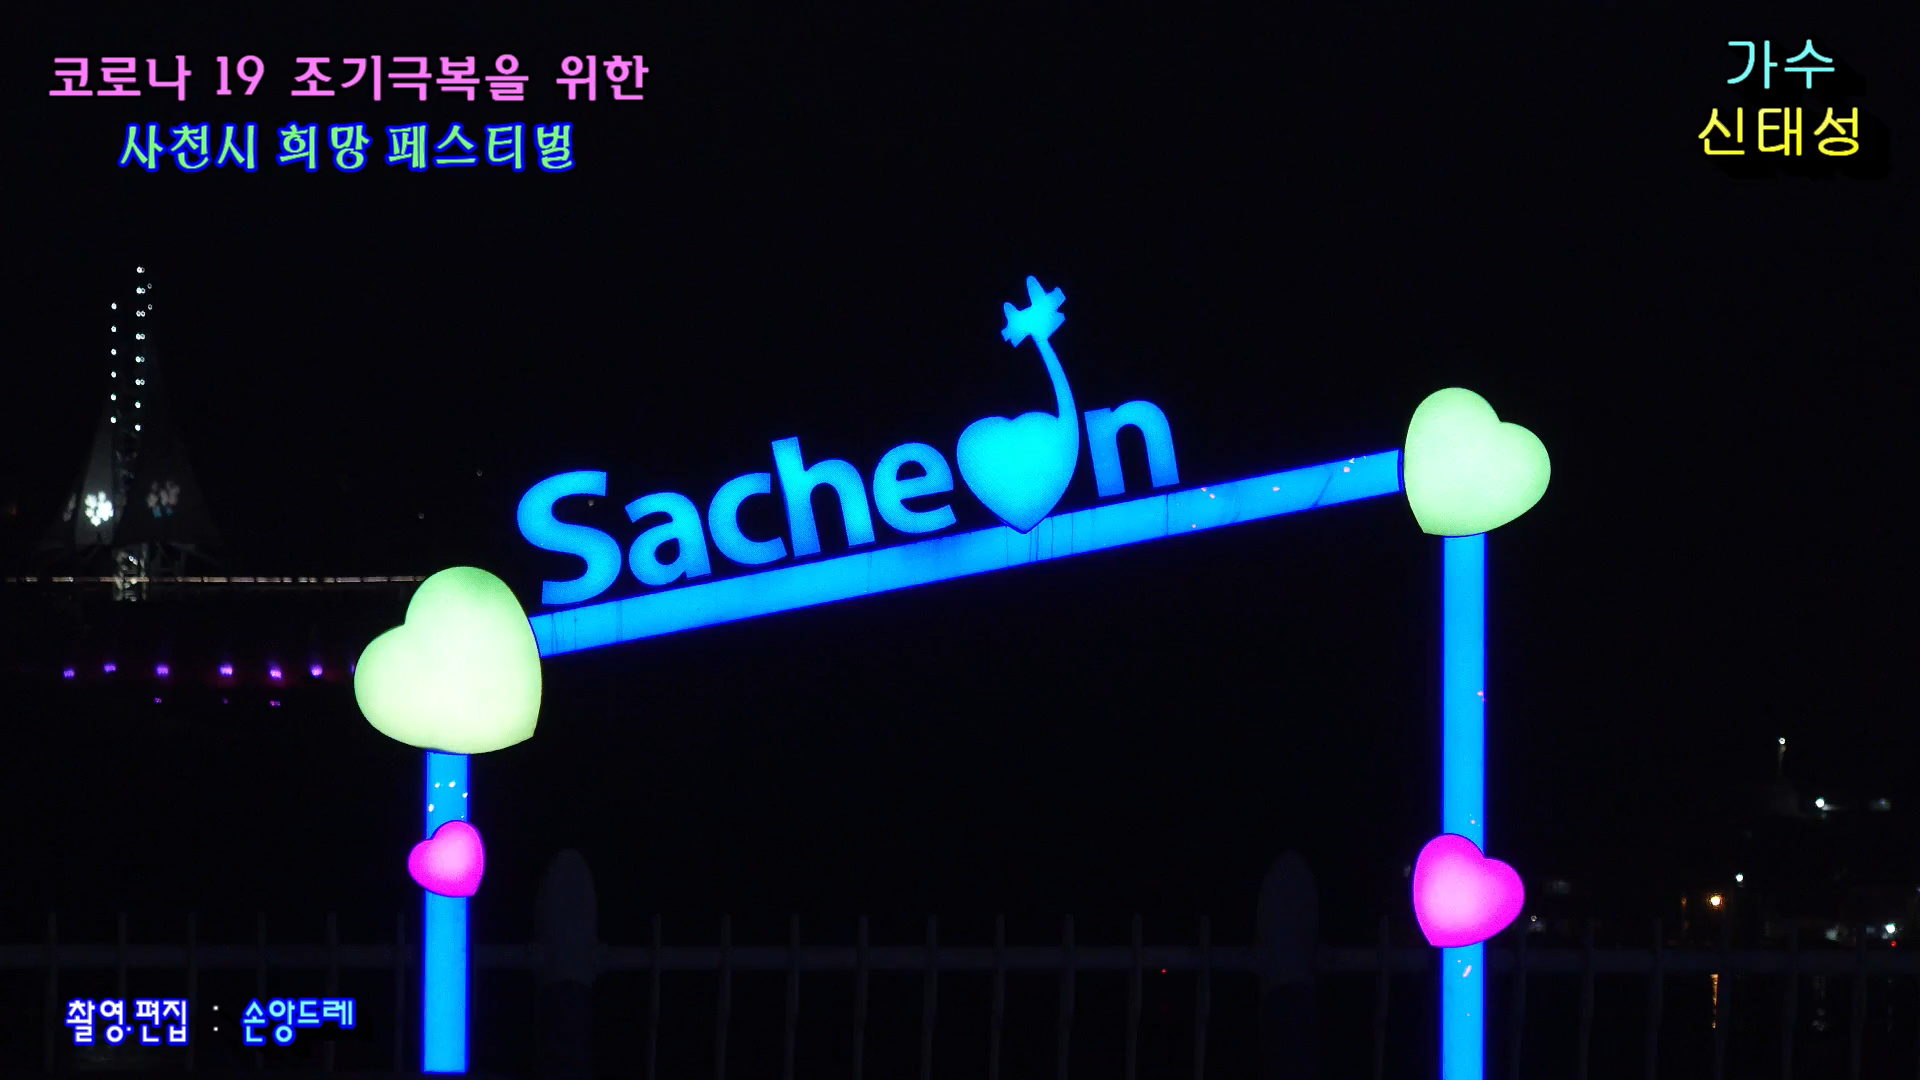 코로나 19 조기극복을 위한
사천시 희망 페스티벌
가수
신태성
Sacheon
촬영.편집 : 손앙드레